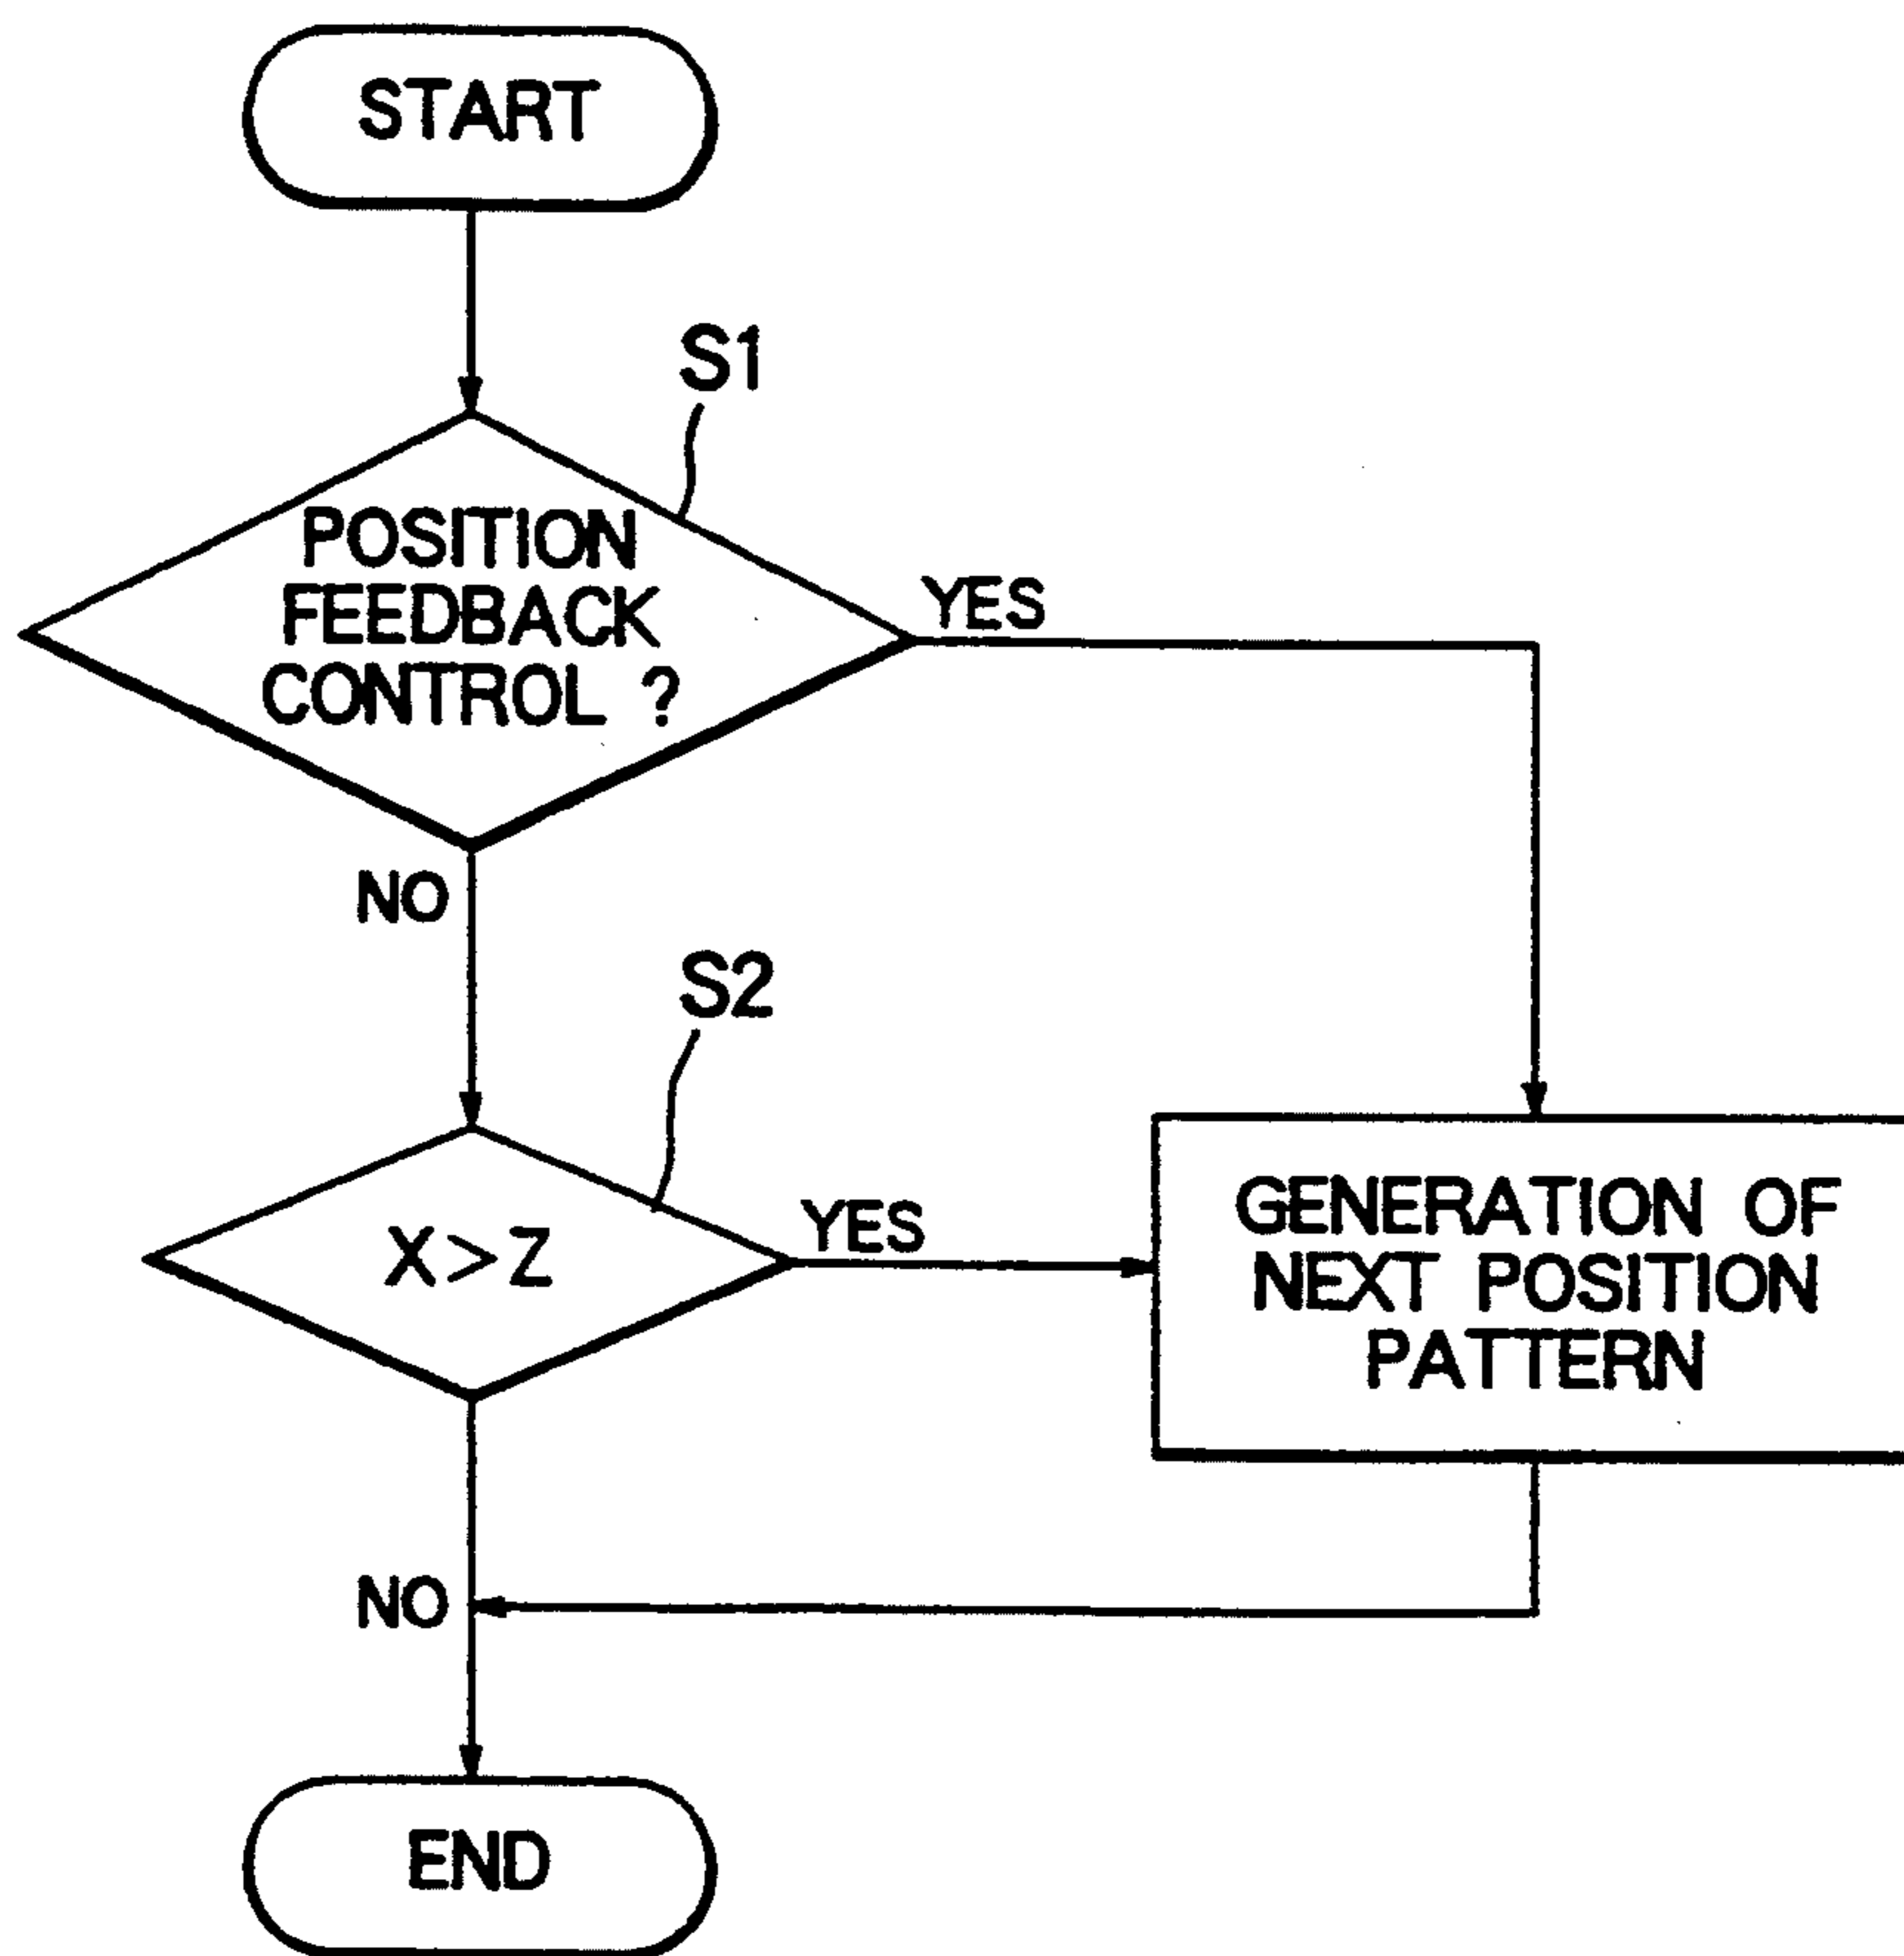 START
S1
POSITION
FEEDBACK
CONTROL ?
YES
NO
S2
X>Z
YES
GENERATION OF
NEXT POSITION
PATTERN
NO
END